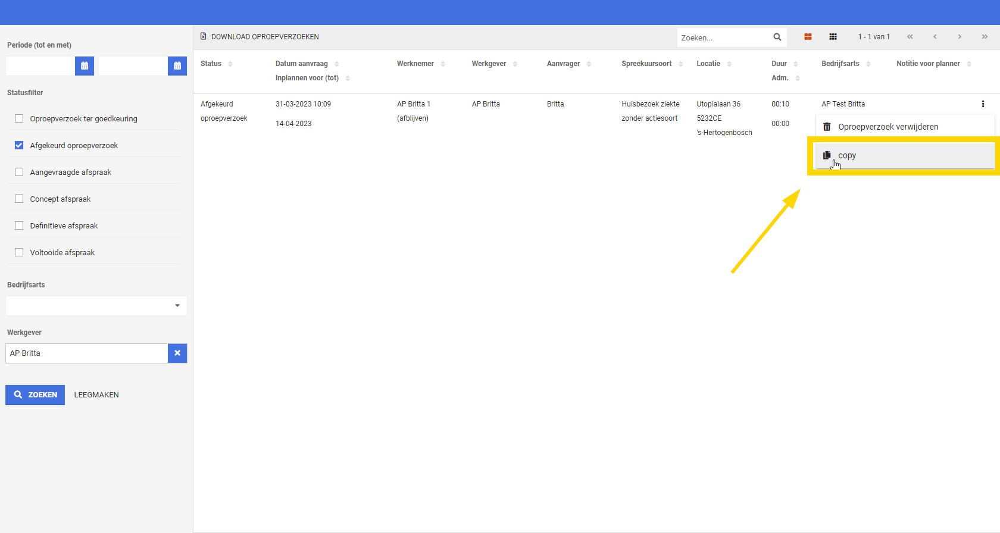 Periode (tot en met)
Statusfilter
Oproepverzoek ter goedkeuring
Afgekeurd oproepverzoek
Aangevraagde afspraak
Concept afspraak
Definitieve afspraak
Voltooide afspraak
Bedrijfsarts
Werkgever
AP Britta
ZOEKEN LEEGMAKEN
DOWNLOAD OPROEPVERZOEKEN Zoeken... 1 - 1 van 1
Status Datum aanvraag Werknemer Werkgever Aanvrager Spreekuursoort Locatie Duur Bedrijfsarts Notitie voor planner
Inplannen voor (tot) Adm.
Afgekeurd 31-03-2023 10:09 AP Britta 1 AP Britta Britta Huisbezoek ziekte Utopialaan 36 00:10 AP Test Britta
oproepverzoek (afblijven) zonder actiesoort 5232CE
14-04-2023 00:00
's-Hertogenbosch
Oproepverzoek verwijderen
copy